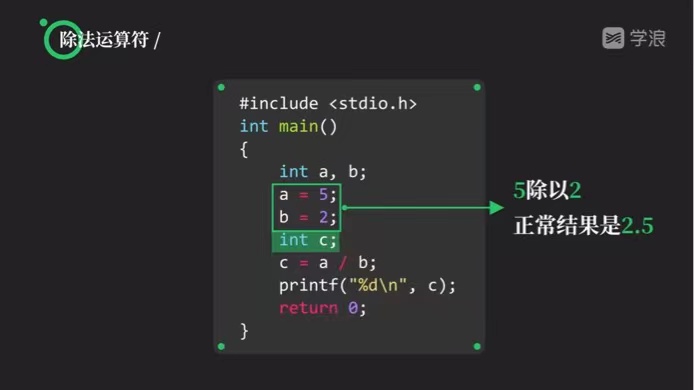 除法运算符 /
学浪
#include <stdio.h>
int main()
{
int a, b;
a = 5;
b = 2;
int c;
c = a / b;
printf("%d\n", c);
return 0;
}
5除以2
正常结果是2.5